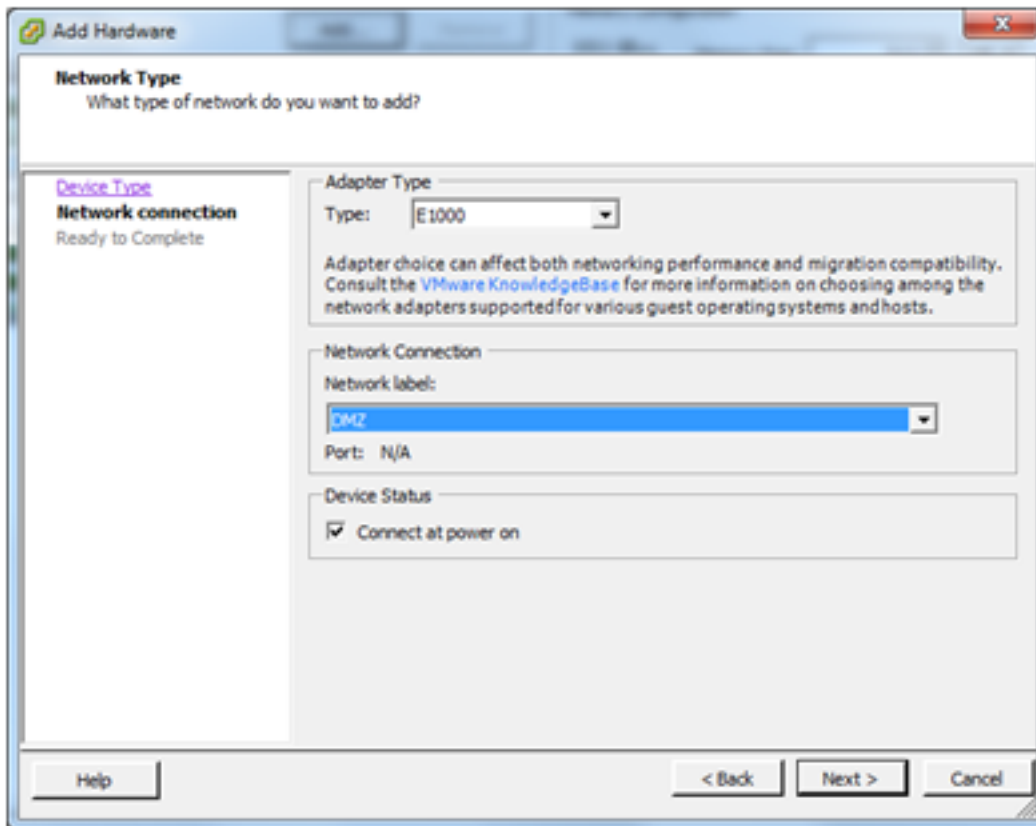 Add Hardware
Network Type
What type of network do you want to add?
Device Type
Network connection
Ready to Complete
Adapter Type
Type: E1000
Adapter choice can affect both networking performance and migration compatibility.
Consult the VMware KnowledgeBase for more information on choosing among the
network adapters supported for various guest operating systems and hosts.
Network Connection
Network label:
DMZ
Port: N/A
Device Status
Connect at power on
Help
< Back
Next >
Cancel